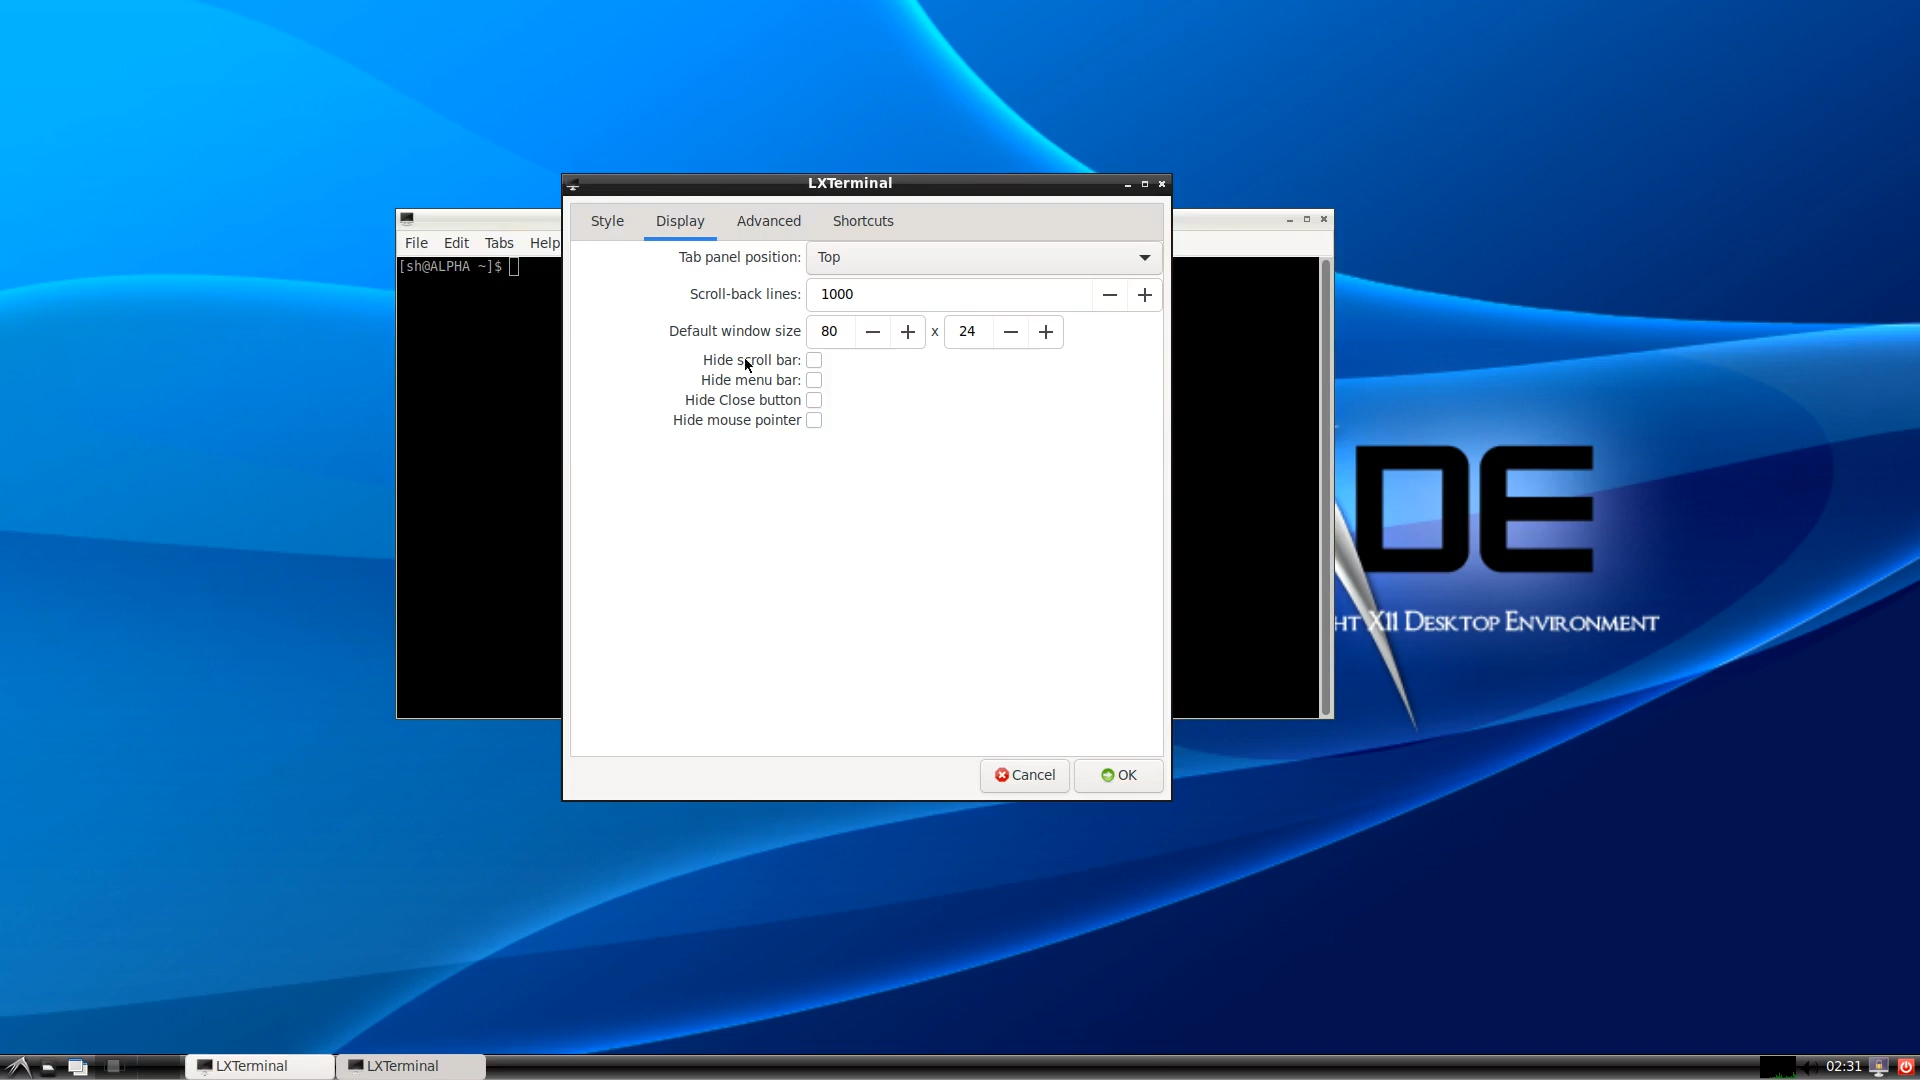 LXTerminal
Style Display Advanced Shortcuts
File Edit Tabs Help
[sh@ALPHA ~]$
Tab panel position: Top
Scroll-back lines: 1000
Default window size 80 x 24
Hide scroll bar:
Hide menu bar:
Hide Close button
Hide mouse pointer
DE
HT X11 DESKTOP ENVIRONMENT
Cancel OK
LXTerminal LXTerminal 02:31